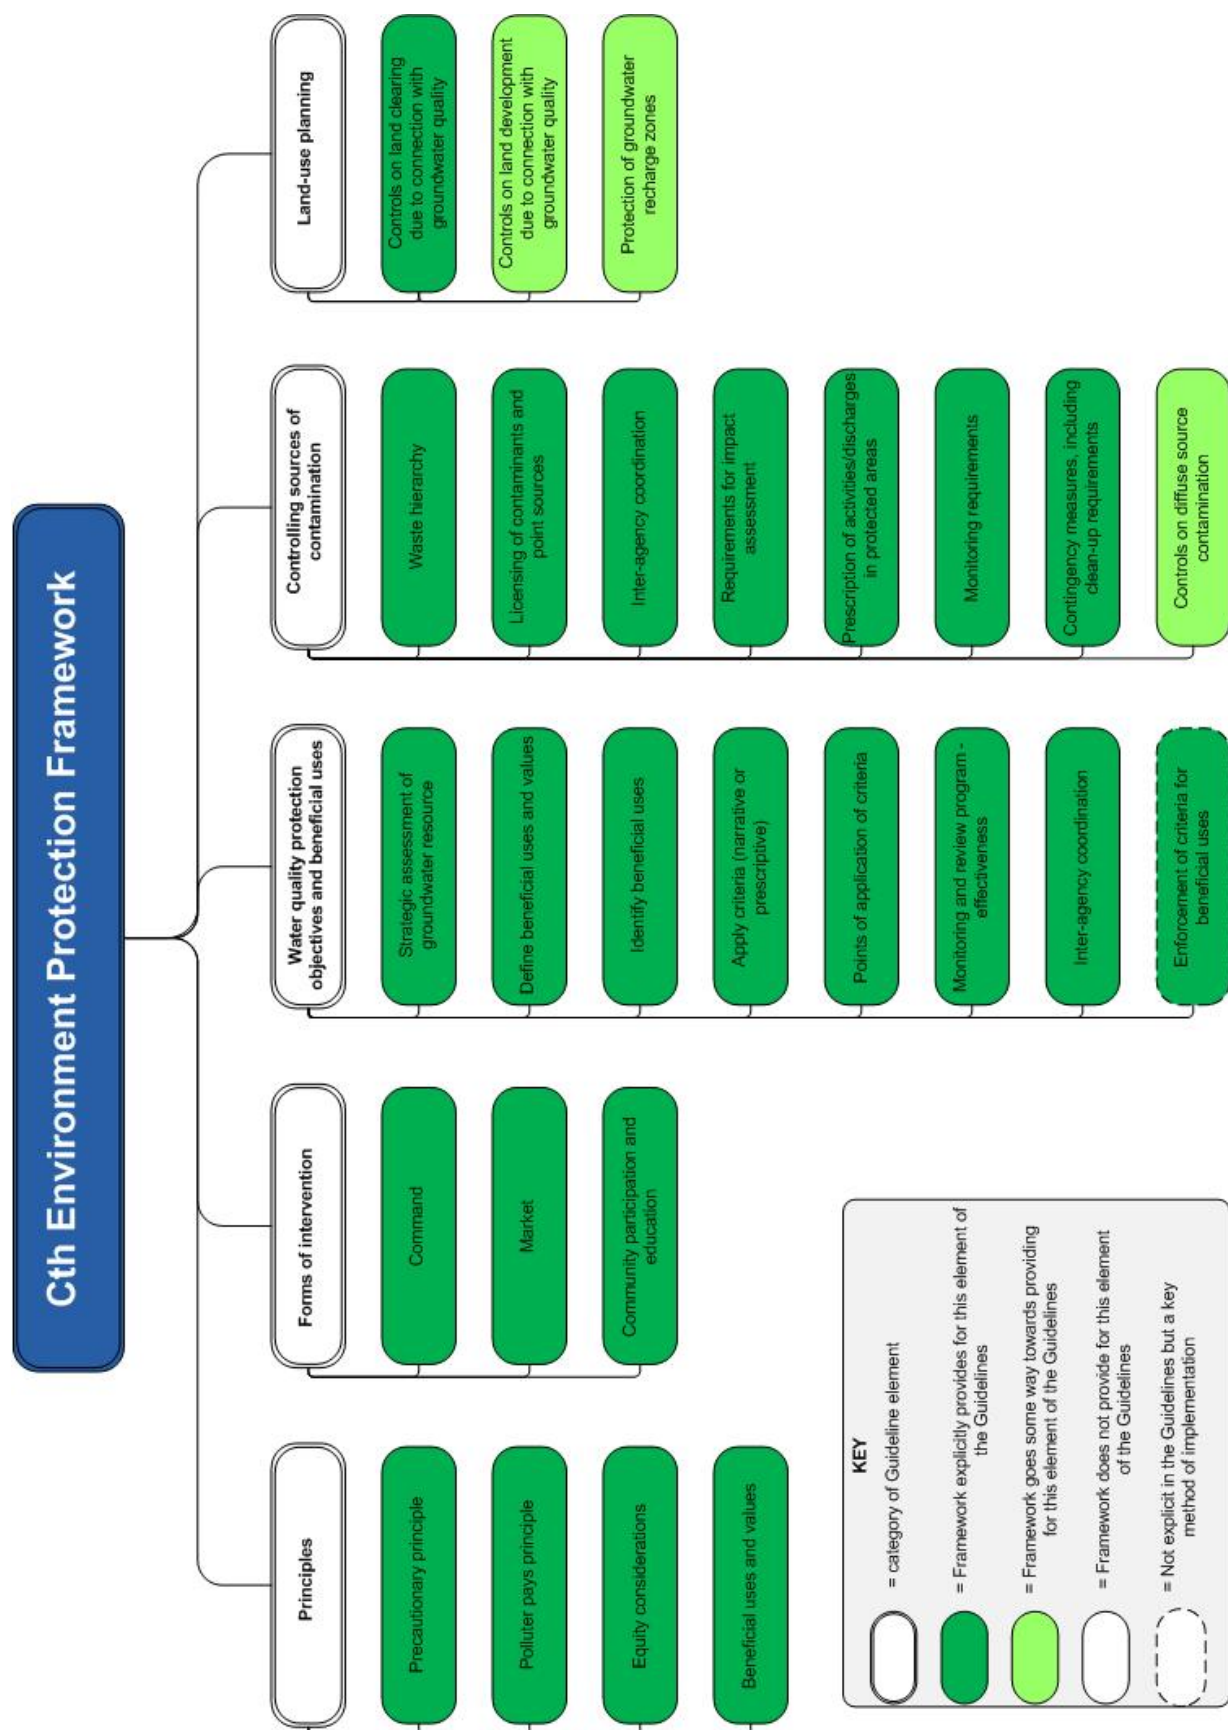 Cth Environment Protection Framework
Principles
Precautionary principle
Polluter pays principle
Equity considerations
Beneficial uses and values
Forms of intervention
Command
Market
Community participation and
education
Water quality protection
objectives and beneficial uses
Strategic assessment of
groundwater resource
Define beneficial uses and values
Identify beneficial uses
Apply criteria (narrative or
prescriptive)
Points of application of criteria
Monitoring and review program -
effectiveness
Inter-agency coordination
Enforcement of criteria for
beneficial uses
Controlling sources of
contamination
Waste hierarchy
Licensing of contaminants and
point sources
Inter-agency coordination
Requirements for impact
assessment
Prescription of activities/discharges
in protected areas
Monitoring requirements
Contingency measures, including
clean-up requirements
Controls on diffuse source
contamination
Land-use planning
Controls on land clearing
due to connection with
groundwater quality
Controls on land development
due to connection with
groundwater quality
Protection of groundwater
recharge zones
KEY
= category of Guideline element
= Framework explicitly provides for this element of
the Guidelines
= Framework goes some way towards providing
for this element of the Guidelines
= Framework does not provide for this element
of the Guidelines
= Not explicit in the Guidelines but a key
method of implementation